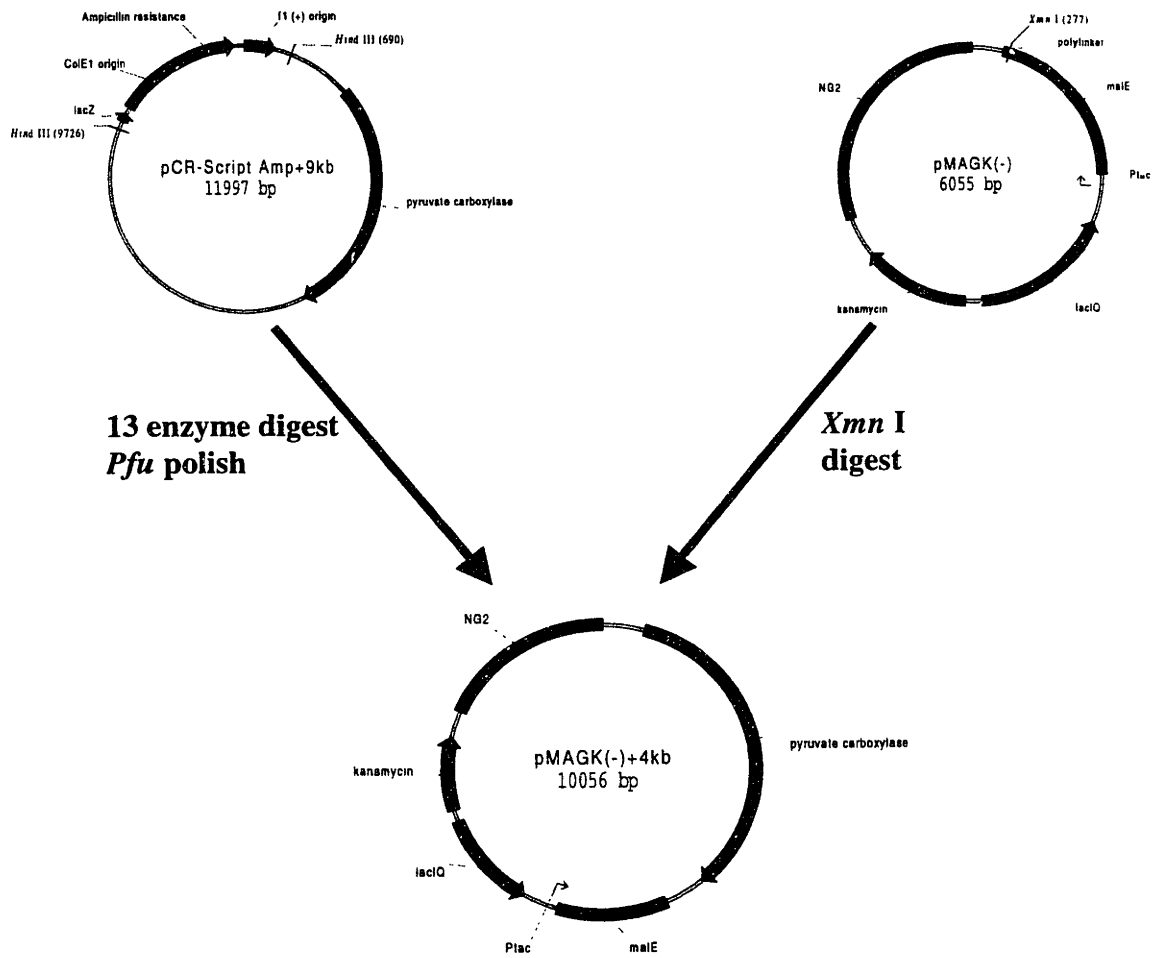 Ampicillin resistance
f1 (+) origin
Hind III (690)
ColE1 origin
lacZ
Hind III (9726)
pCR-Script Amp+9kb
11997 bp
pyruvate carboxylase
Xmn I (277)
polylinker
NG2
malE
pMAGK(-)
6055 bp
Ptac
kanamycin
lacIQ
13 enzyme digest
Pfu polish
Xmn I
digest
NG2
pyruvate carboxylase
kanamycin
pMAGK(-)+4kb
10056 bp
lacIQ
Ptac
malE